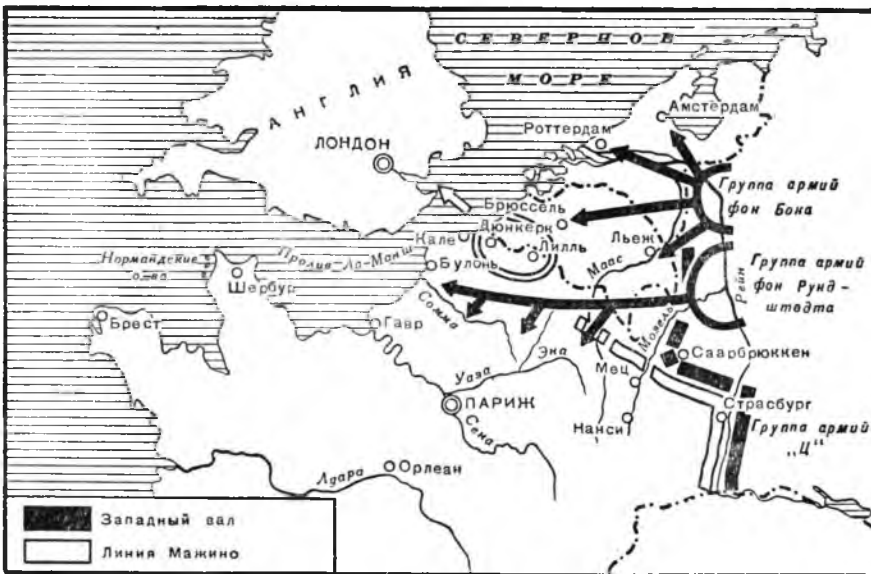 СЕВЕРНОЕ
МОРЕ
АНГЛИЯ
Амстердам
Роттердам
ЛОНДОН
Группа армий
фон Бока
Брюссель
Дюнкерк
Кале
Лилль
Льеж
Маас
Пролив Ла-Манш
Булонь
Нормандские
о-ва
Шербур
Группа армий
фон Рунд-
штедта
Рейн
Брест
Гавр
Сомма
Мозель
Саарбрюккен
Уаза
Эна
Мец
ПАРИЖ
Страсбург
Нанси
Сена
Группа армий
„Ц“
Орлеан
Западный вал
Линия Мажино